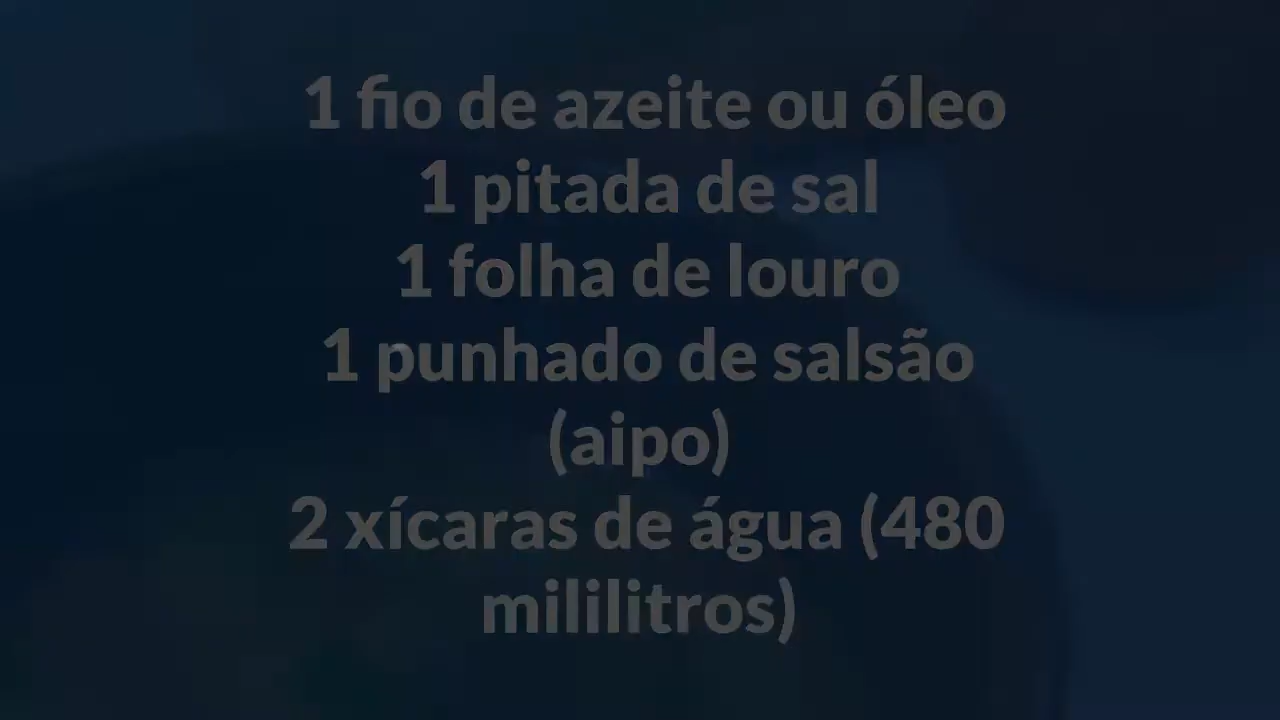 1 fio de azeite ou óleo
1 pitada de sal
1 folha de louro
1 punhado de salsão
(aipo)
2 xícaras de água (480
mililitros)